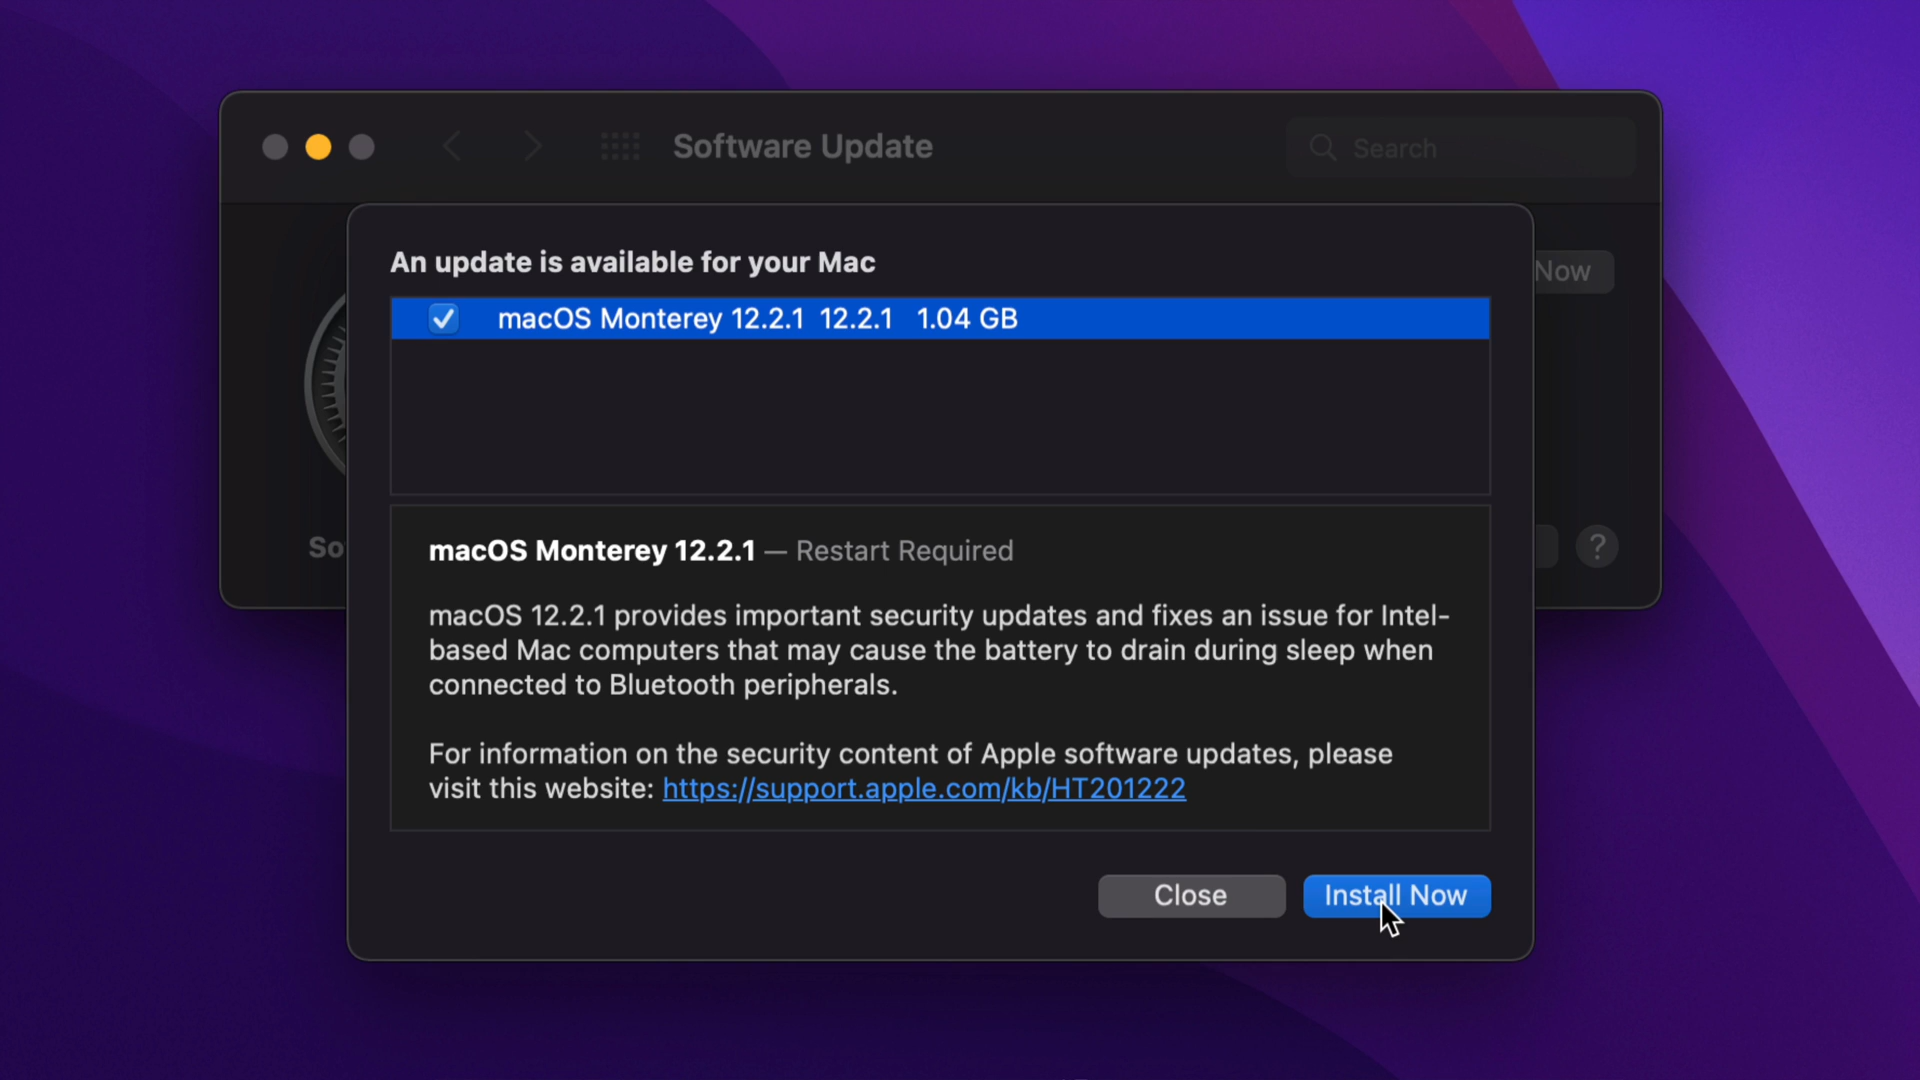 Software Update
Search
An update is available for your Mac
Now
macOS Monterey 12.2.1 12.2.1 1.04 GB
macOS Monterey 12.2.1 — Restart Required
So
?
macOS 12.2.1 provides important security updates and fixes an issue for Intel-
based Mac computers that may cause the battery to drain during sleep when
connected to Bluetooth peripherals.
For information on the security content of Apple software updates, please
visit this website: https://support.apple.com/kb/HT201222
Close
Install Now